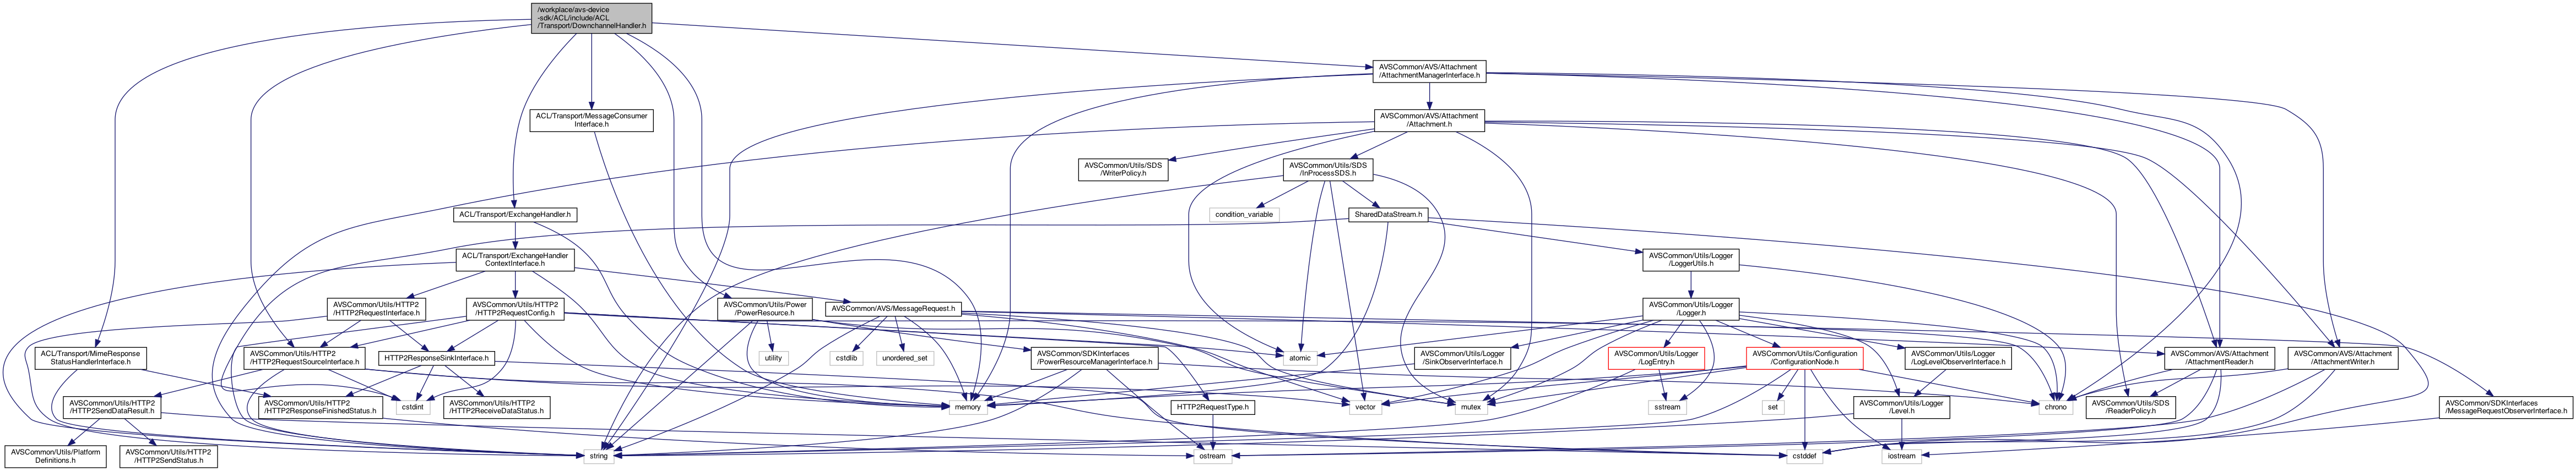 /workplace/avs-device
-sdk/ACL/include/ACL
/Transport/DownchannelHandler.h
AVSCommon/AVS/Attachment
/AttachmentManagerInterface.h
ACL/Transport/MessageConsumer
Interface.h
AVSCommon/AVS/Attachment
/Attachment.h
AVSCommon/Utils/SDS
/WriterPolicy.h
AVSCommon/Utils/SDS
/InProcessSDS.h
ACL/Transport/ExchangeHandler.h
condition_variable
SharedDataStream.h
ACL/Transport/ExchangeHandler
ContextInterface.h
AVSCommon/Utils/Logger
/LoggerUtils.h
AVSCommon/Utils/HTTP2
/HTTP2RequestInterface.h
AVSCommon/Utils/HTTP2
/HTTP2RequestConfig.h
AVSCommon/Utils/Power
/PowerResource.h
AVSCommon/AVS/MessageRequest.h
AVSCommon/Utils/Logger
/Logger.h
ACL/Transport/MimeResponse
StatusHandlerInterface.h
AVSCommon/Utils/HTTP2
/HTTP2RequestSourceInterface.h
HTTP2ResponseSinkInterface.h
utility
cstdlib
unordered_set
AVSCommon/SDKInterfaces
/PowerResourceManagerInterface.h
atomic
AVSCommon/Utils/Logger
/SinkObserverInterface.h
AVSCommon/Utils/Logger
/LogEntry.h
AVSCommon/Utils/Configuration
/ConfigurationNode.h
AVSCommon/Utils/Logger
/LogLevelObserverInterface.h
AVSCommon/AVS/Attachment
/AttachmentReader.h
AVSCommon/AVS/Attachment
/AttachmentWriter.h
AVSCommon/Utils/HTTP2
/HTTP2SendDataResult.h
AVSCommon/Utils/HTTP2
/HTTP2ResponseFinishedStatus.h
cstdint
AVSCommon/Utils/HTTP2
/HTTP2ReceiveDataStatus.h
memory
HTTP2RequestType.h
vector
mutex
sstream
set
AVSCommon/Utils/Logger
/Level.h
chrono
AVSCommon/Utils/SDS
/ReaderPolicy.h
AVSCommon/SDKInterfaces
/MessageRequestObserverInterface.h
AVSCommon/Utils/Platform
Definitions.h
AVSCommon/Utils/HTTP2
/HTTP2SendStatus.h
string
ostream
cstddef
iostream